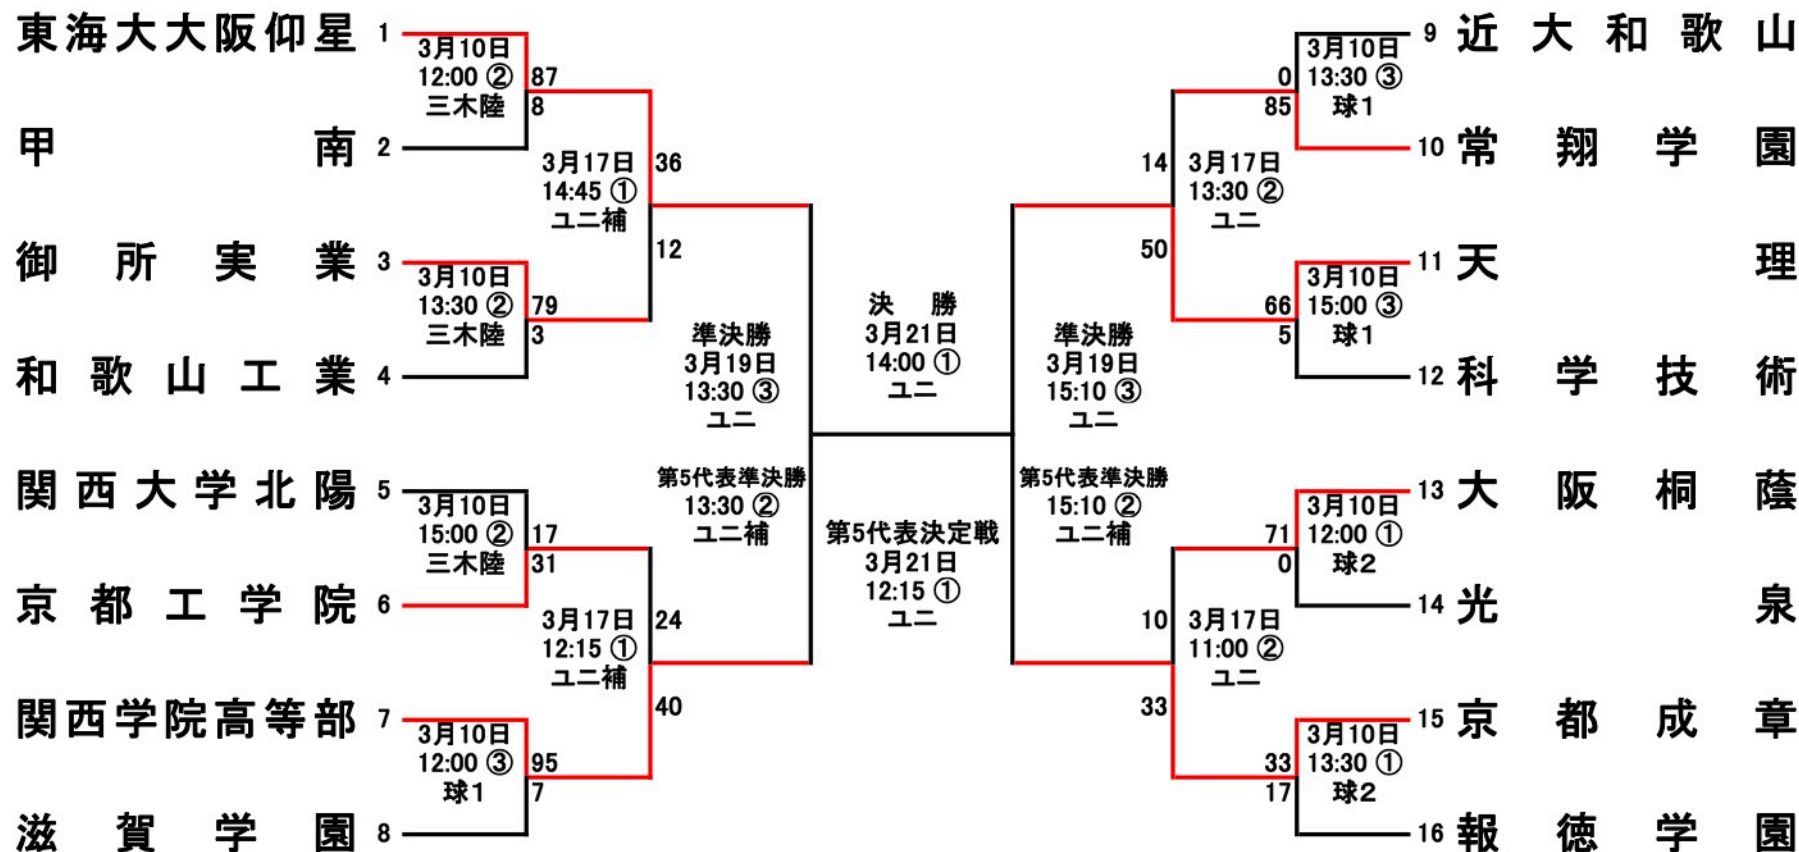 東海大大阪仰星 1
3月10日
12:00 ②
三木陸
87
8
甲南 2
3月17日
14:45 ①
ユニ補
36
12
御所実業 3
3月10日
13:30 ②
三木陸
79
3
和歌山工業 4
準決勝
3月19日
13:30 ③
ユニ
関西大学北陽 5
3月10日
15:00 ②
三木陸
17
31
京都工学院 6
第5代表準決勝
13:30 ②
ユニ補
3月17日
12:15 ①
ユニ補
24
40
関西学院高等部 7
3月10日
12:00 ③
球1
95
7
滋賀学園 8
決勝
3月21日
14:00 ①
ユニ
第5代表決定戦
3月21日
12:15 ①
ユニ
9 近大和歌山
3月10日
13:30 ③
球1
0
85
10 常翔学園
3月17日
13:30 ②
ユニ
14
50
11 天理
3月10日
15:00 ③
球1
66
5
12 科学技術
準決勝
3月19日
15:10 ③
ユニ
第5代表準決勝
15:10 ②
ユニ補
13 大阪桐蔭
3月10日
12:00 ①
球2
71
0
14 光泉
3月17日
11:00 ②
ユニ
10
33
15 京都成章
3月10日
13:30 ①
球2
33
17
16 報徳学園